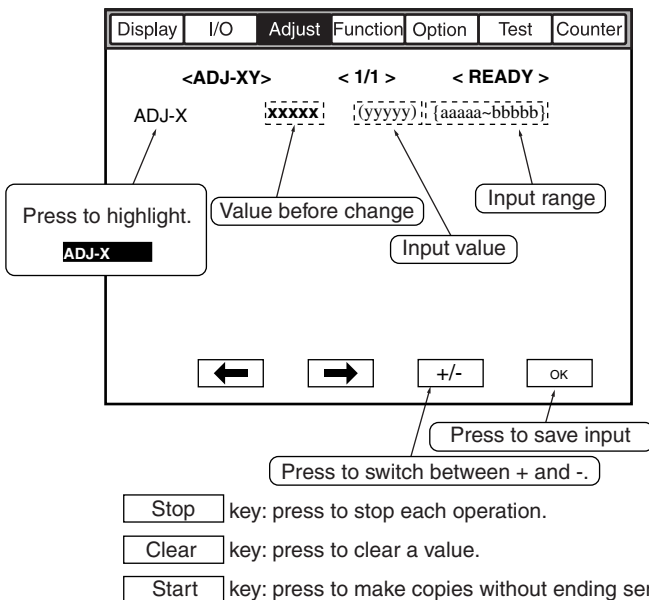 Display I/O Adjust Function Option Test Counter
<ADJ-XY> < 1/1 > < READY >
ADJ-X xxxxx (yyyyy) {aaaaa~bbbbb}
Press to highlight.
ADJ-X
Value before change
Input range
Input value
+/- OK
Press to save input
Press to switch between + and -.
Stop key: press to stop each operation.
Clear key: press to clear a value.
Start key: press to make copies without ending